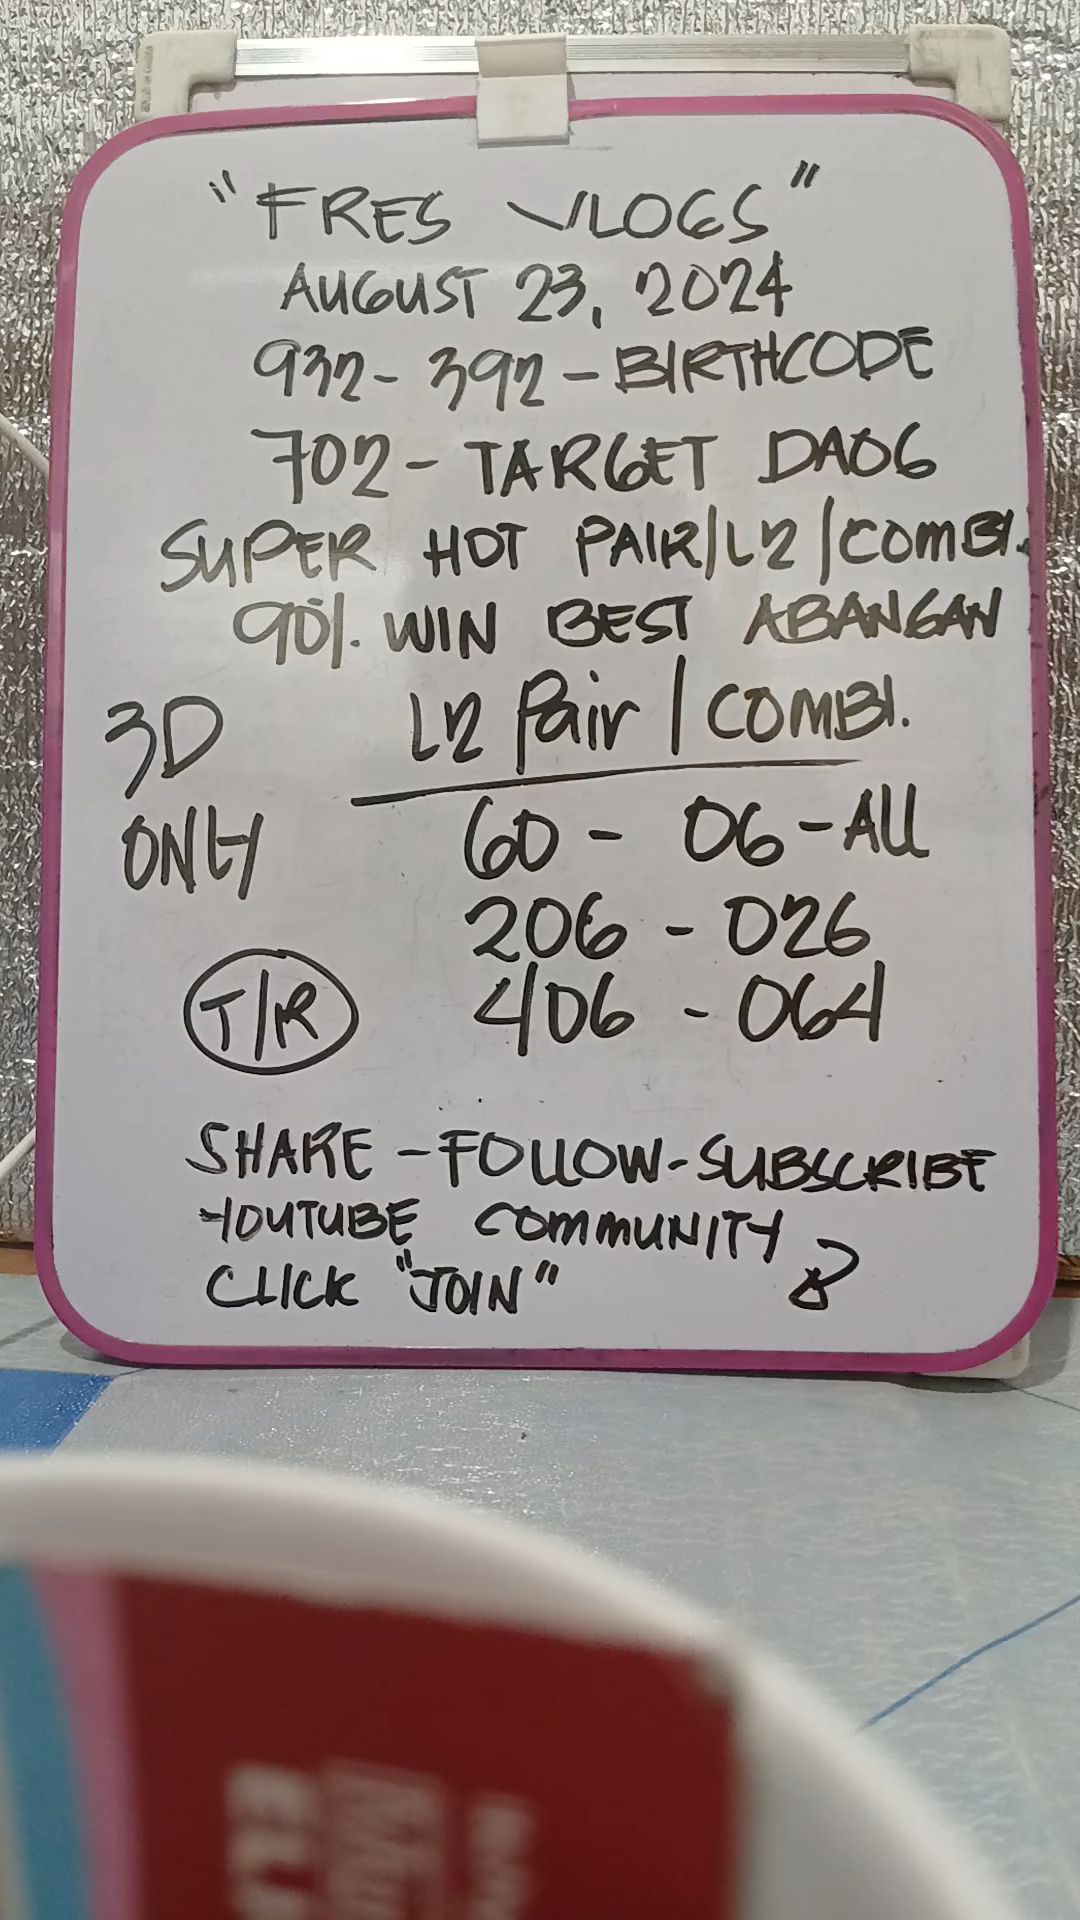 "FRES VLOGS"
AUGUST 23, 2024
932-392-BIRTHCODE
702-TARGET DAOG
SUPER HOT PAIR/L2/COMBI.
90%. WIN BEST ABANGAN
3D ONLY
L2 Pair/COMBI.
60 - 06-All
206 - 026
T/R
406 - 064
SHARE-FOLLOW-SUBSCRIBE
YOUTUBE COMMUNITY
CLICK "JOIN"